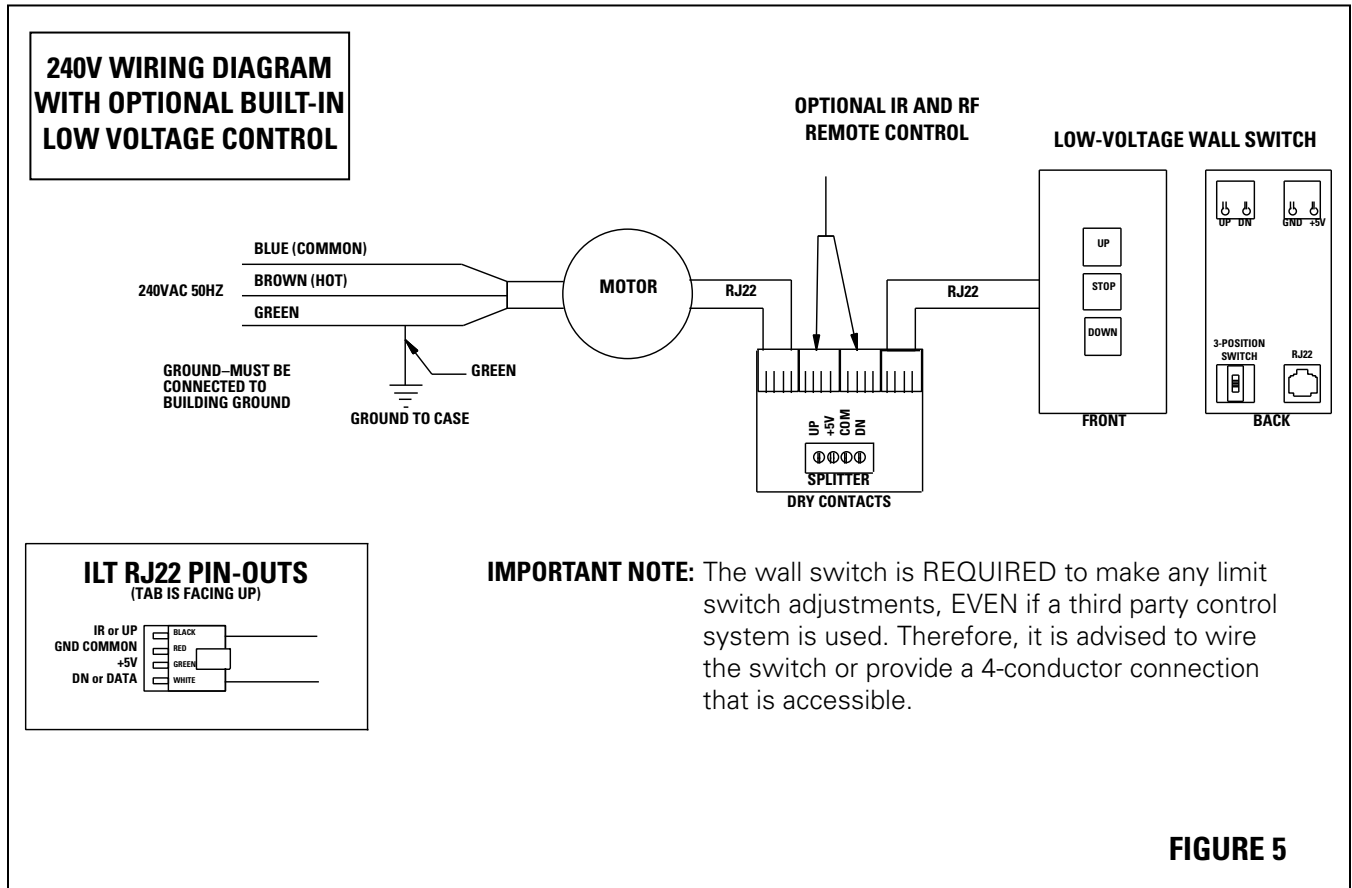 240V WIRING DIAGRAM
WITH OPTIONAL BUILT-IN
LOW VOLTAGE CONTROL
OPTIONAL IR AND RF
REMOTE CONTROL
LOW-VOLTAGE WALL SWITCH
BLUE (COMMON)
BROWN (HOT)
240VAC 50HZ
GREEN
GROUND–MUST BE
CONNECTED TO
BUILDING GROUND
GREEN
GROUND TO CASE
MOTOR
RJ22
RJ22
UP
+5V
COM
DN
SPLITTER
DRY CONTACTS
UP
STOP
DOWN
FRONT
UP DN
GND +5V
3-POSITION
SWITCH
RJ22
BACK
ILT RJ22 PIN-OUTS
(TAB IS FACING UP)
IR or UP BLACK
GND COMMON RED
+5V GREEN
DN or DATA WHITE
IMPORTANT NOTE: The wall switch is REQUIRED to make any limit
switch adjustments, EVEN if a third party control
system is used. Therefore, it is advised to wire
the switch or provide a 4-conductor connection
that is accessible.
FIGURE 5